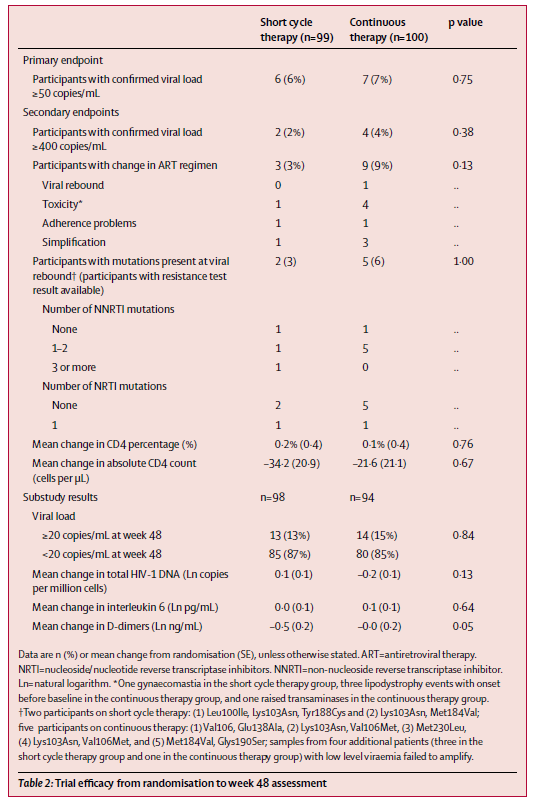 Short cycle therapy (n=99) Continuous therapy (n=100) p value
Primary endpoint
Participants with confirmed viral load ≥50 copies/mL 6 (6%) 7 (7%) 0·75
Secondary endpoints
Participants with confirmed viral load ≥400 copies/mL 2 (2%) 4 (4%) 0·38
Participants with change in ART regimen 3 (3%) 9 (9%) 0·13
Viral rebound 0 1 ..
Toxicity* 1 4 ..
Adherence problems 1 1 ..
Simplification 1 3 ..
Participants with mutations present at viral rebound† (participants with resistance test result available) 2 (3) 5 (6) 1·00
Number of NNRTI mutations
None 1 1 ..
1–2 1 5 ..
3 or more 1 0 ..
Number of NRTI mutations
None 2 5 ..
1 1 1 ..
Mean change in CD4 percentage (%) 0·2% (0·4) 0·1% (0·4) 0·76
Mean change in absolute CD4 count (cells per µL) –34·2 (20·9) –21·6 (21·1) 0·67
Substudy results n=98 n=94
Viral load
≥20 copies/mL at week 48 13 (13%) 14 (15%) 0·84
<20 copies/mL at week 48 85 (87%) 80 (85%)
Mean change in total HIV-1 DNA (Ln copies per million cells) 0·1 (0·1) –0·2 (0·1) 0·13
Mean change in interleukin 6 (Ln pg/mL) 0·0 (0·1) 0·1 (0·1) 0·64
Mean change in D-dimers (Ln ng/mL) –0·5 (0·2) –0·0 (0·2) 0·05
Data are n (%) or mean change from randomisation (SE), unless otherwise stated. ART=antiretroviral therapy.
NRTI=nucleoside/nucleotide reverse transcriptase inhibitors. NNRTI=non-nucleoside reverse transcriptase inhibitor.
Ln=natural logarithm. *One gynaecomastia in the short cycle therapy group, three lipodystrophy events with onset
before baseline in the continuous therapy group, and one raised transaminases in the continuous therapy group.
†Two participants on short cycle therapy: (1) Leu100Ile, Lys103Asn, Tyr188Cys and (2) Lys103Asn, Met184Val;
five participants on continuous therapy: (1) Val106, Glu138Ala, (2) Lys103Asn, Val106Met, (3) Met230Leu,
(4) Lys103Asn, Val106Met, and (5) Met184Val, Glys190Ser; samples from four additional patients (three in the
short cycle therapy group and one in the continuous therapy group) with low level viraemia failed to amplify.
Table 2: Trial efficacy from randomisation to week 48 assessment